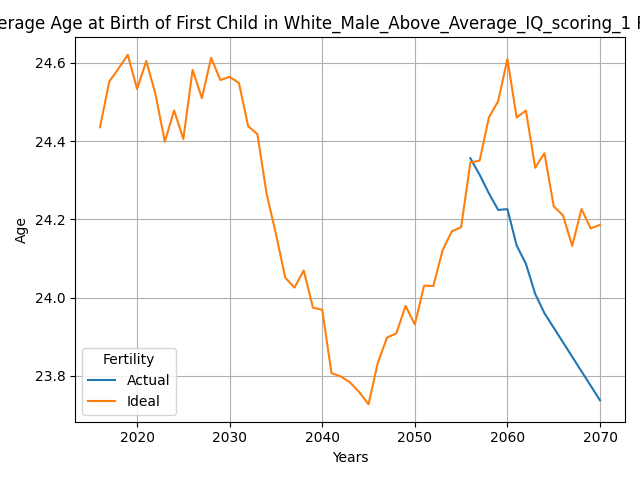 erage Age at Birth of First Child in White_Male_Above_Average_IQ_scoring_1
24.6
24.4
24.2
24.0
23.8
Age
Fertility
Actual
Ideal
2020 2030 2040 2050 2060 2070
Years